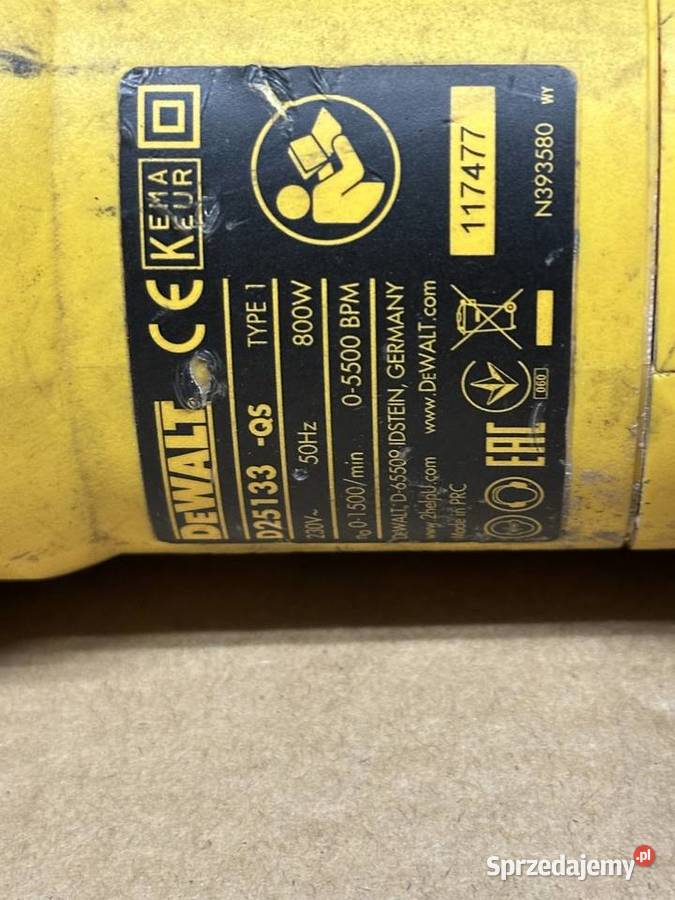 DEWALT CE KEMA EUR
D25133 -QS TYPE 1
230V~ 50Hz 800W
n₀ 0-1500/min 0-5500 BPM
DeWALT, D-65509 IDSTEIN, GERMANY
www.2helpU.com www.DEWALT.com
Made in PRC
EAC 060
117477
N393580 WY
Sprzedajemy.pl